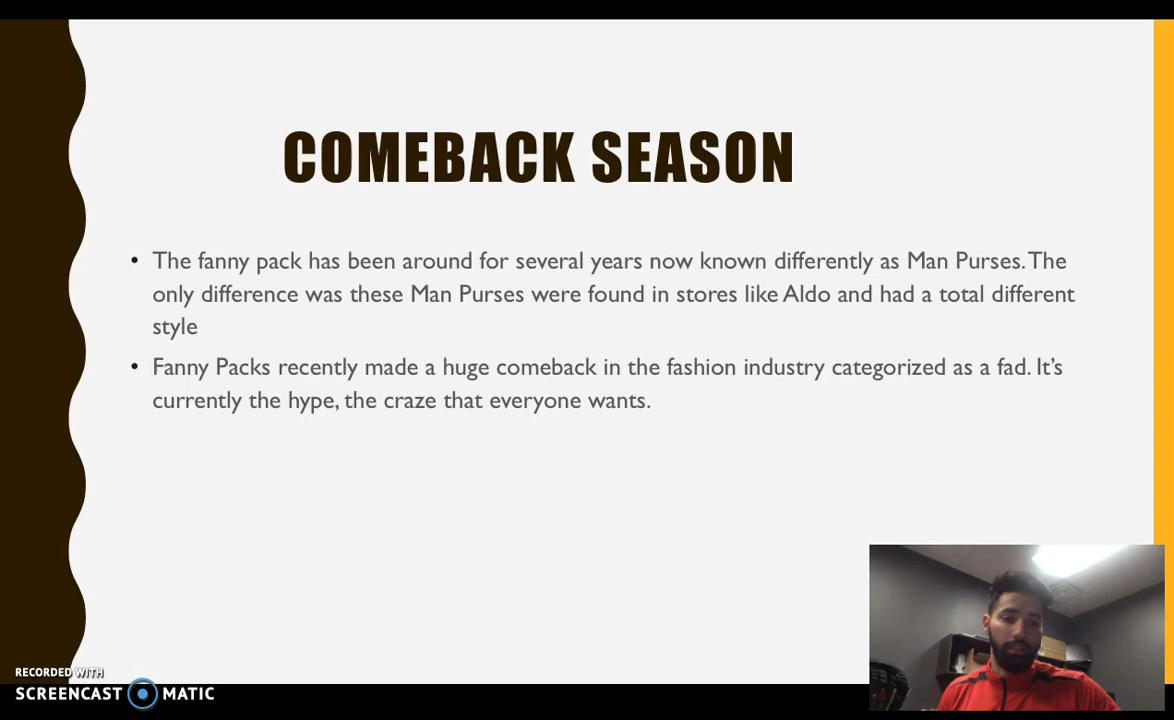 COMEBACK SEASON
• The fanny pack has been around for several years now known differently as Man Purses. The
only difference was these Man Purses were found in stores like Aldo and had a total different
style
• Fanny Packs recently made a huge comeback in the fashion industry categorized as a fad. It’s
currently the hype, the craze that everyone wants.
RECORDED WITH
SCREENCAST MATIC